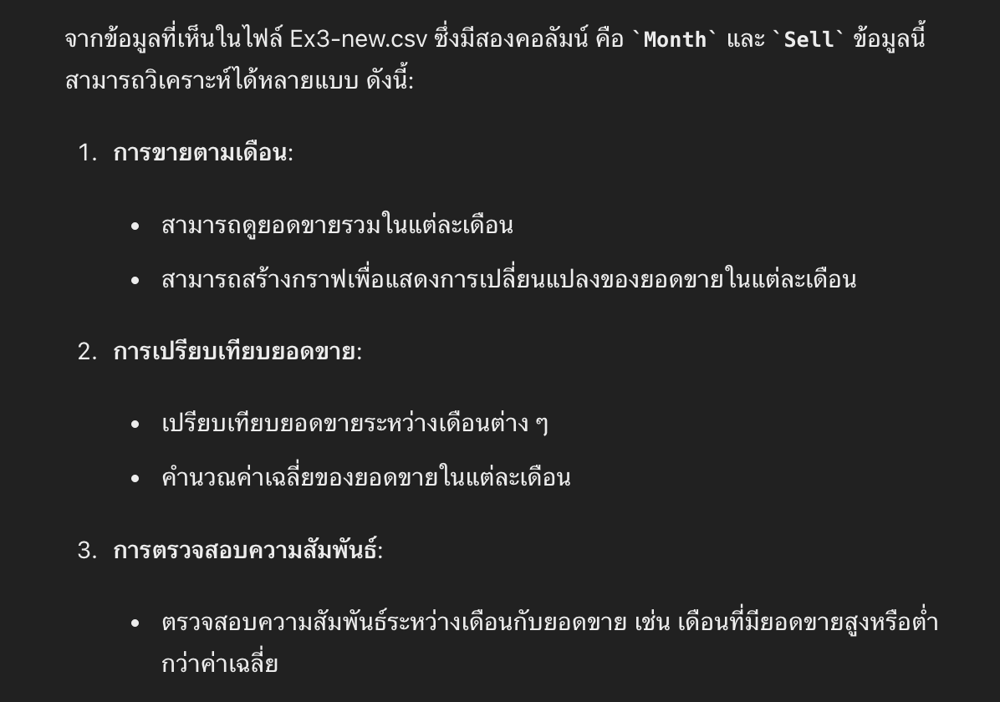 จากข้อมูลที่เห็นในไฟล์ Ex3-new.csv ซึ่งมีสองคอลัมน์ คือ `Month` และ `Sell` ข้อมูลนี้
สามารถวิเคราะห์ได้หลายแบบ ดังนี้:
1. การขายตามเดือน:
• สามารถดูยอดขายรวมในแต่ละเดือน
• สามารถสร้างกราฟเพื่อแสดงการเปลี่ยนแปลงของยอดขายในแต่ละเดือน
2. การเปรียบเทียบยอดขาย:
• เปรียบเทียบยอดขายระหว่างเดือนต่าง ๆ
• คำนวณค่าเฉลี่ยของยอดขายในแต่ละเดือน
3. การตรวจสอบความสัมพันธ์:
• ตรวจสอบความสัมพันธ์ระหว่างเดือนกับยอดขาย เช่น เดือนที่มียอดขายสูงหรือต่ำ
กว่าค่าเฉลี่ย